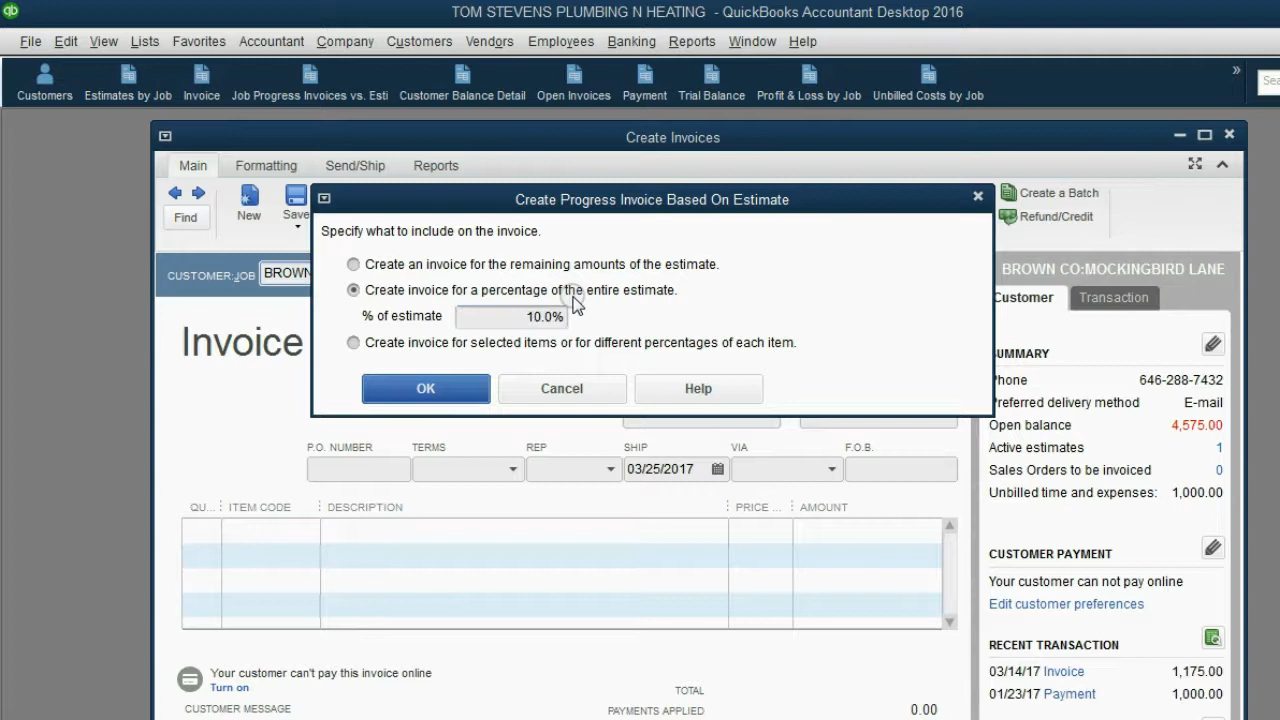 qb
TOM STEVENS PLUMBING N HEATING - QuickBooks Accountant Desktop 2016
File Edit View Lists Favorites Accountant Company Customers Vendors Employees Banking Reports Window Help
Customers Estimates by Job Invoice Job Progress Invoices vs. Esti Customer Balance Detail Open Invoices Payment Trial Balance Profit & Loss by Job Unbilled Costs by Job
»
Sea
Create Invoices
Main Formatting Send/Ship Reports
Find New Save
Create a Batch
Refund/Credit
Create Progress Invoice Based On Estimate
Specify what to include on the invoice.
Create an invoice for the remaining amounts of the estimate.
Create invoice for a percentage of the entire estimate.
% of estimate 10.0%
Create invoice for selected items or for different percentages of each item.
OK Cancel Help
CUSTOMER:JOB BROWN
Invoice
P.O. NUMBER TERMS REP SHIP VIA F.O.B.
03/25/2017
QU... ITEM CODE DESCRIPTION PRICE ... AMOUNT
Your customer can't pay this invoice online
Turn on
TOTAL
CUSTOMER MESSAGE
PAYMENTS APPLIED 0.00
BROWN CO:MOCKINGBIRD LANE
Customer Transaction
SUMMARY
Phone 646-288-7432
Preferred delivery method E-mail
Open balance 4,575.00
Active estimates 1
Sales Orders to be invoiced 0
Unbilled time and expenses: 1,000.00
CUSTOMER PAYMENT
Your customer can not pay online
Edit customer preferences
RECENT TRANSACTION
03/14/17 Invoice 1,175.00
01/23/17 Payment 1,000.00